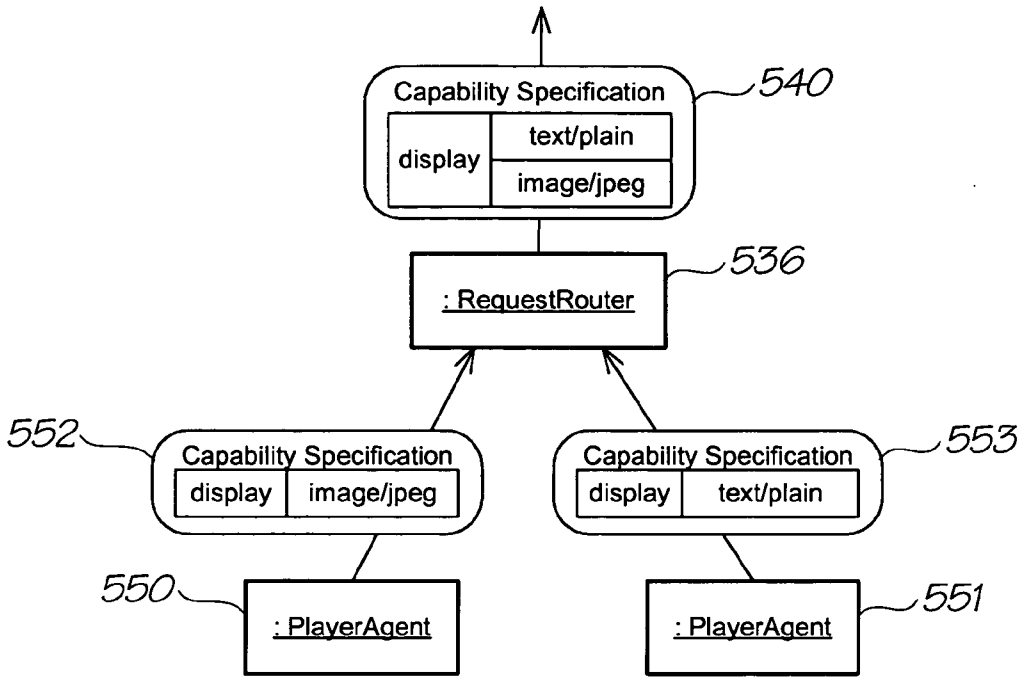 Capability Specification
540
display
text/plain
image/jpeg
536
: RequestRouter
552
Capability Specification
display image/jpeg
553
Capability Specification
display text/plain
550
: PlayerAgent
551
: PlayerAgent